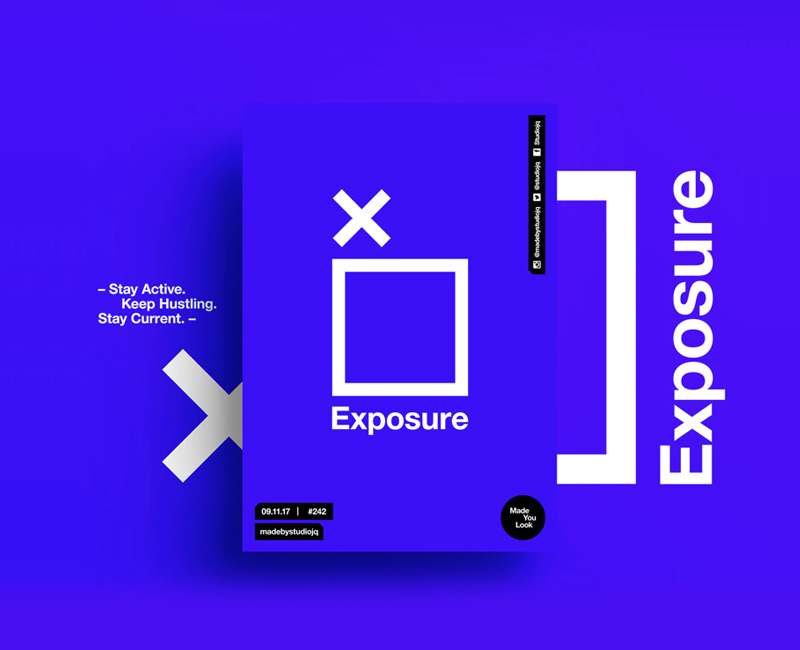 – Stay Active.
Keep Hustling.
Stay Current. –
Exposure
09.11.17 | #242
madebystudiojq
Made
You
Look
@madebystudiojq @studiojq Studiojq
Exposure